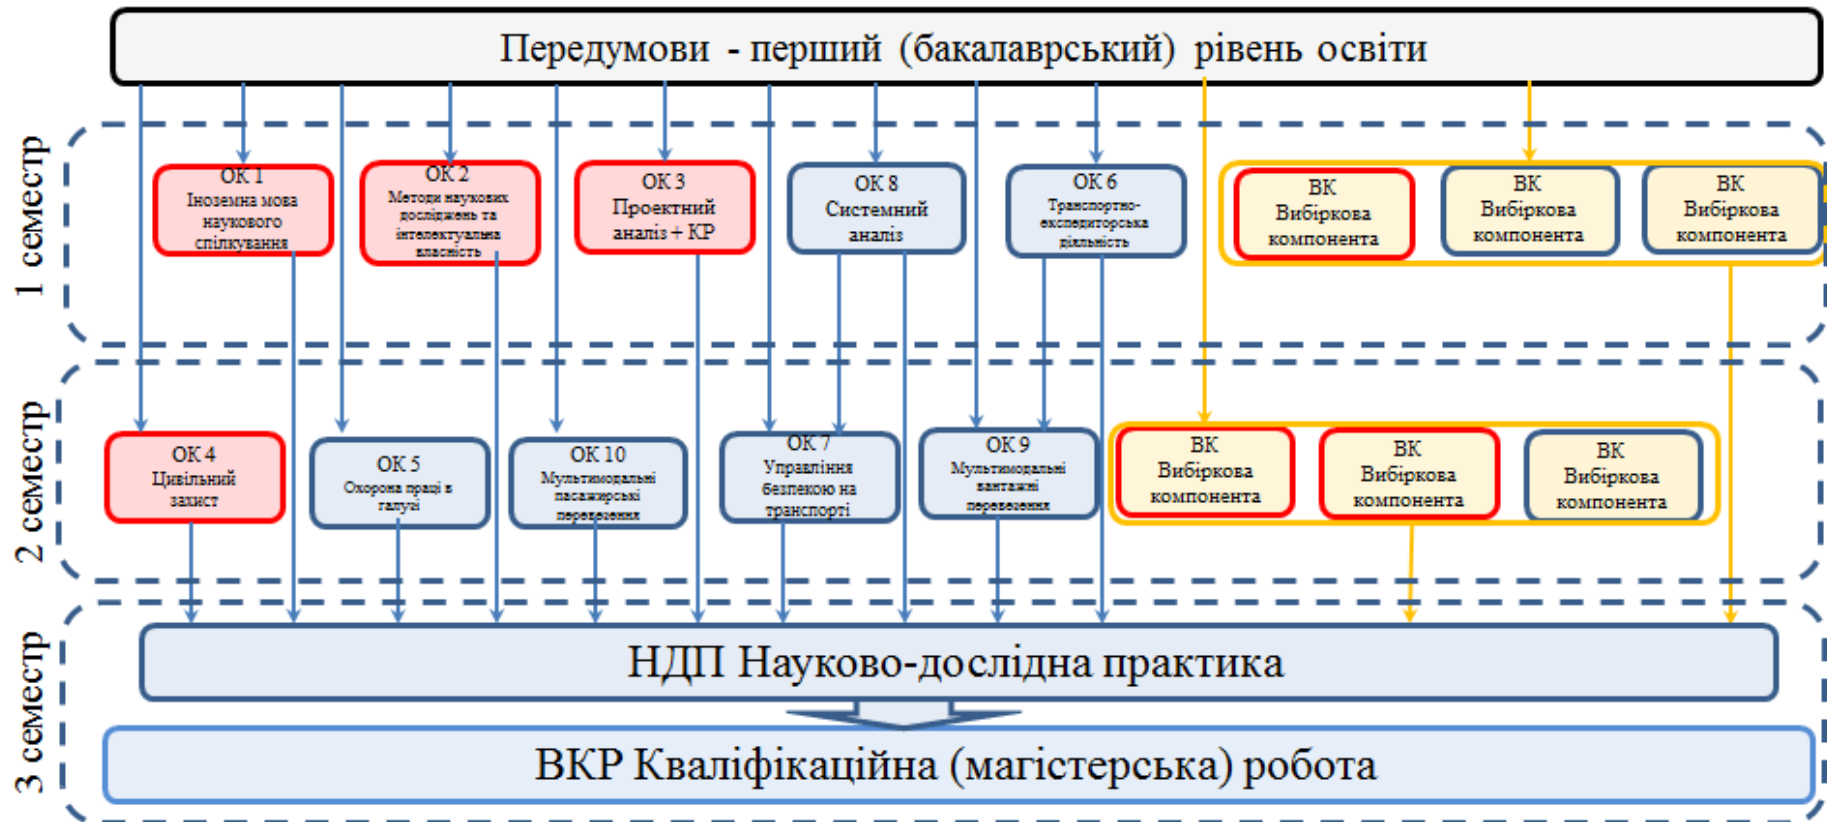 Передумови - перший (бакалаврський) рівень освіти
1 семестр
ОК 1
Іноземна мова
наукового
спілкування
ОК 2
Методи наукових
досліджень та
інтелектуальна
власність
ОК 3
Проектний
аналіз + КР
ОК 8
Системний
аналіз
ОК 6
Транспортно-
експедиторська
діяльність
ВК
Вибіркова
компонента
ВК
Вибіркова
компонента
ВК
Вибіркова
компонента
2 семестр
ОК 4
Цивільний
захист
ОК 5
Охорона праці в
галузі
ОК 10
Мультимодальні
пасажирські
перевезення
ОК 7
Управління
безпекою на
транспорті
ОК 9
Мультимодальні
вантажні
перевезення
ВК
Вибіркова
компонента
ВК
Вибіркова
компонента
ВК
Вибіркова
компонента
3 семестр
НДП Науково-дослідна практика
ВКР Кваліфікаційна (магістерська) робота